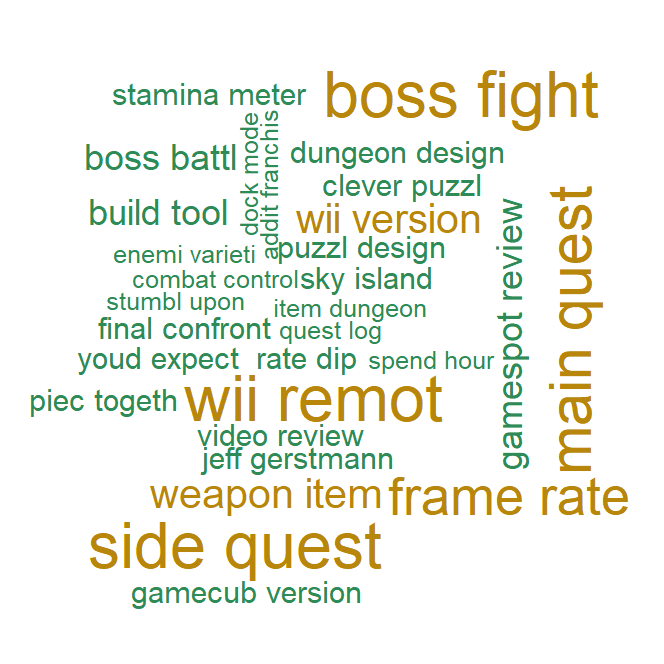 boss fight
stamina meter
dock mode
addit franchis
boss battl
dungeon design
clever puzzl
main quest
build tool
wii version
gamespot review
enemi varieti
puzzl design
combat control
sky island
stumbl upon
item dungeon
final confront
quest log
youd expect
rate dip
spend hour
piec togeth
wii remot
video review
jeff gerstmann
weapon item
frame rate
side quest
gamecub version